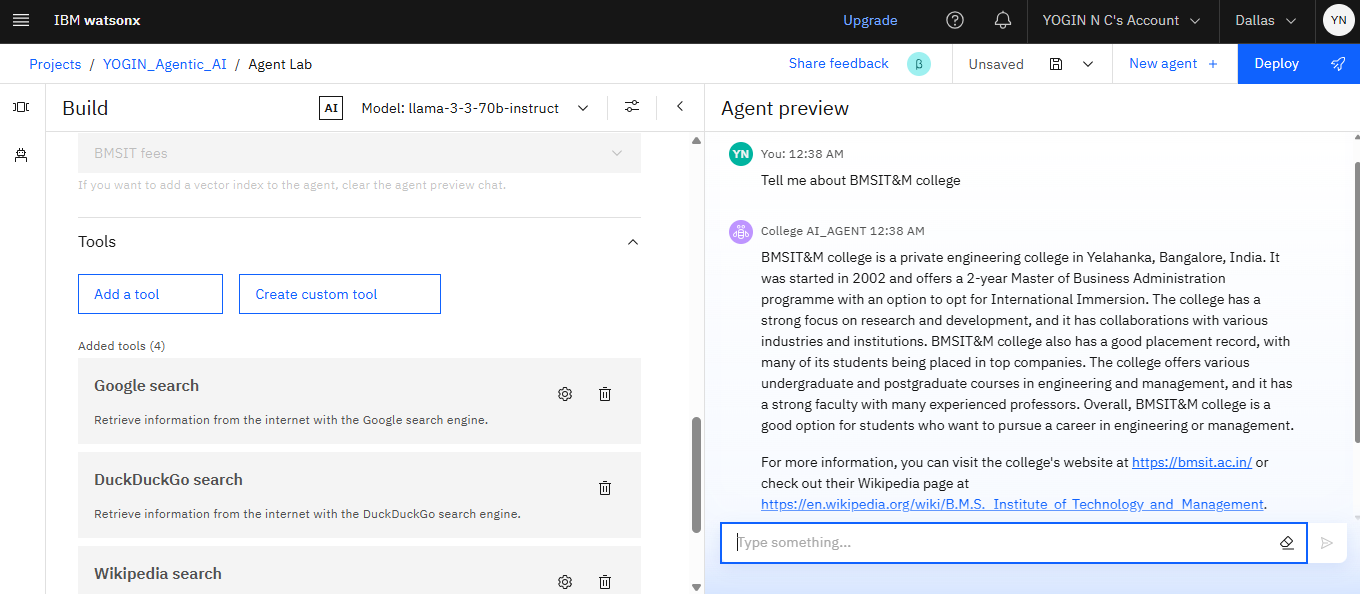 IBM watsonx
Upgrade
YOGIN N C's Account
Dallas
YN
Projects / YOGIN_Agentic_AI / Agent Lab
Share feedback
β
Unsaved
New agent +
Deploy
Build
AI
Model: llama-3-3-70b-instruct
BMSIT fees
If you want to add a vector index to the agent, clear the agent preview chat.
Tools
Add a tool
Create custom tool
Added tools (4)
Google search
Retrieve information from the internet with the Google search engine.
DuckDuckGo search
Retrieve information from the internet with the DuckDuckGo search engine.
Wikipedia search
Agent preview
YN
You: 12:38 AM
Tell me about BMSIT&M college
College AI_AGENT 12:38 AM
BMSIT&M college is a private engineering college in Yelahanka, Bangalore, India. It
was started in 2002 and offers a 2-year Master of Business Administration
programme with an option to opt for International Immersion. The college has a
strong focus on research and development, and it has collaborations with various
industries and institutions. BMSIT&M college also has a good placement record, with
many of its students being placed in top companies. The college offers various
undergraduate and postgraduate courses in engineering and management, and it has
a strong faculty with many experienced professors. Overall, BMSIT&M college is a
good option for students who want to pursue a career in engineering or management.
For more information, you can visit the college's website at https://bmsit.ac.in/ or
check out their Wikipedia page at
https://en.wikipedia.org/wiki/B.M.S._Institute_of_Technology_and_Management.
Type something...